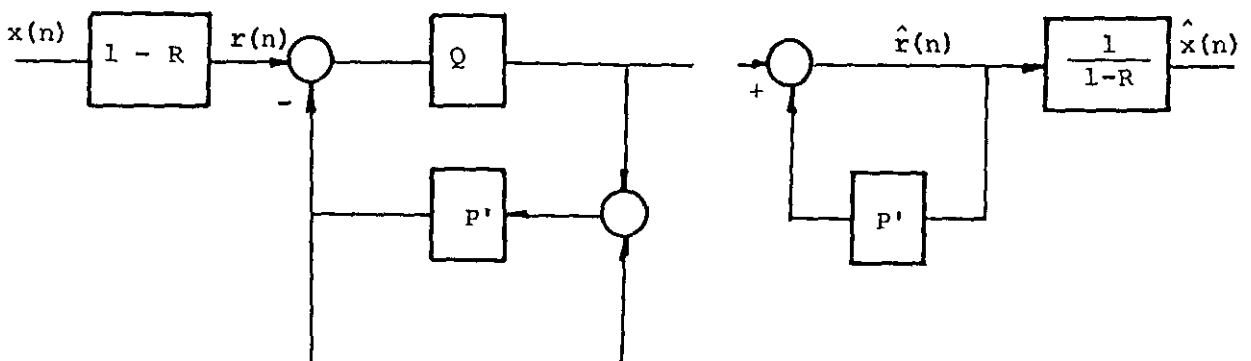 x(n)
1 - R
r(n)
-
Q
P'
+
r̂(n)
P'
1
1-R
x̂(n)